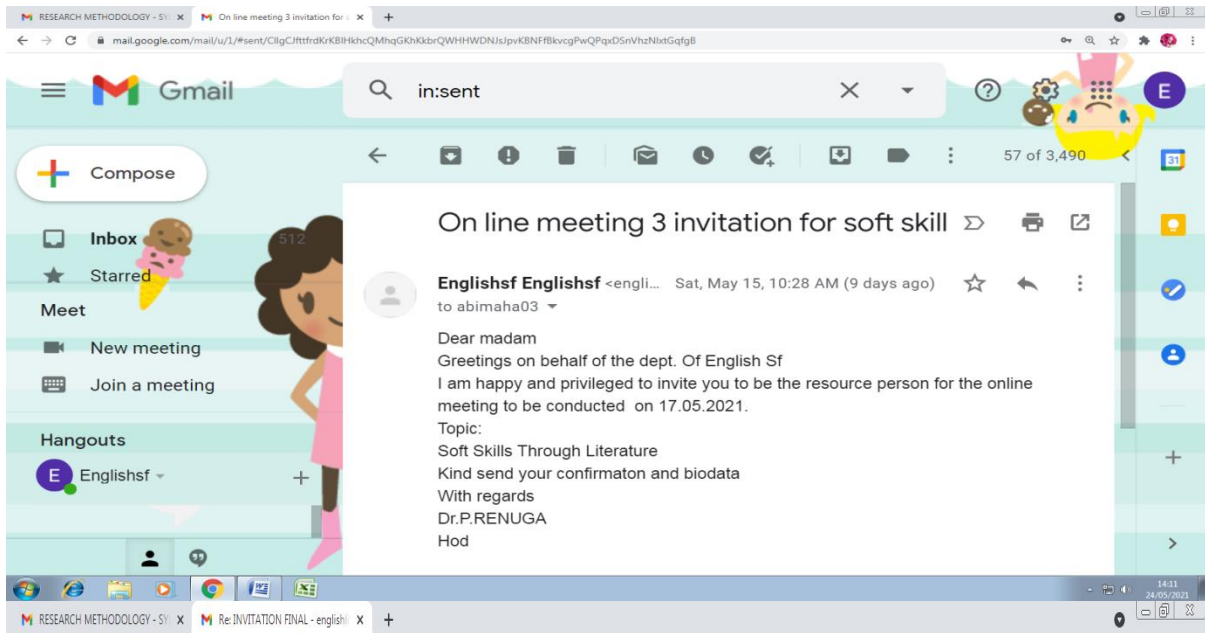 RESEARCH METHODOLOGY - SY
On line meeting 3 invitation for
mail.google.com/mail/u/1/#sent/
Gmail
in:sent
E
Compose
57 of 3,490
31
Inbox 512
Starred
Meet
New meeting
Join a meeting
Hangouts
E Englishsf
On line meeting 3 invitation for soft skill
Englishsf Englishsf <engli... Sat, May 15, 10:28 AM (9 days ago)
to abimaha03
Dear madam
Greetings on behalf of the dept. Of English Sf
I am happy and privileged to invite you to be the resource person for the online
meeting to be conducted on 17.05.2021.
Topic:
Soft Skills Through Literature
Kind send your confirmaton and biodata
With regards
Dr.P.RENUGA
Hod
14:11
24/05/2021
RESEARCH METHODOLOGY - SY
Re: INVITATION FINAL - english